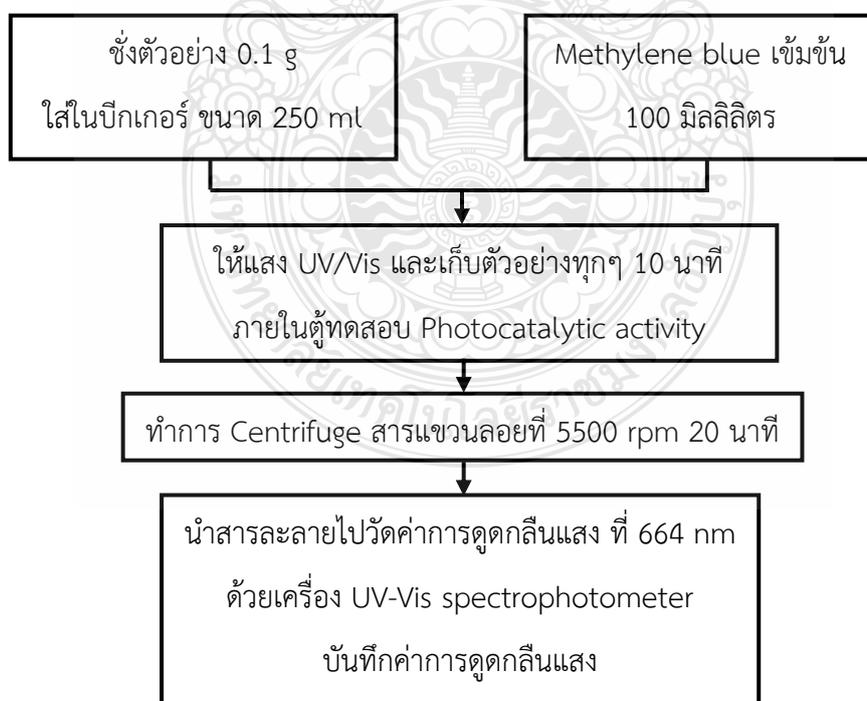 ชั่งตัวอย่าง 0.1 g
ใส่ในบีกเกอร์ ขนาด 250 ml
Methylene blue เข้มข้น
100 มิลลิลิตร
ให้แสง UV/Vis และเก็บตัวอย่างทุกๆ 10 นาที
ภายในตู้ทดสอบ Photocatalytic activity
ทำการ Centrifuge สารแขวนลอยที่ 5500 rpm 20 นาที
นำสารละลายไปวัดค่าการดูดกลืนแสง ที่ 664 nm
ด้วยเครื่อง UV-Vis spectrophotometer
บันทึกค่าการดูดกลืนแสง